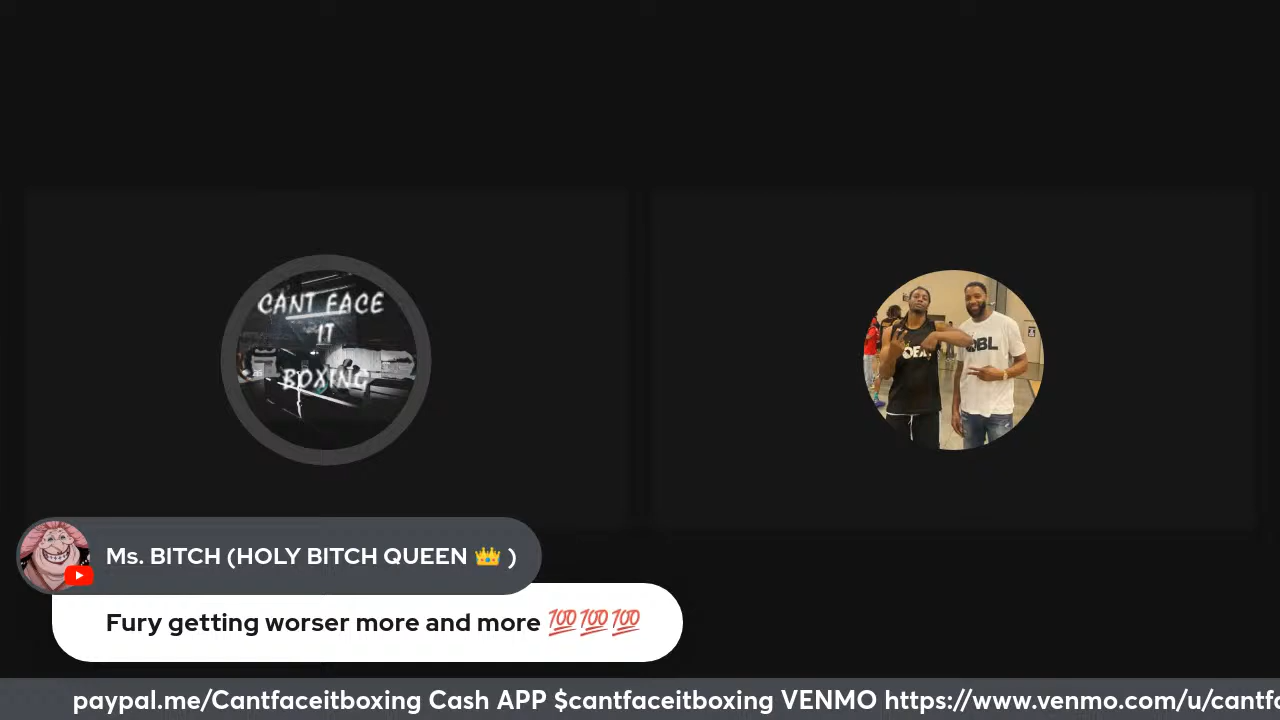 CANT FACE
IT
BOXING
QBL
Ms. BITCH (HOLY BITCH QUEEN 👑 )
Fury getting worser more and more 💯💯💯
paypal.me/Cantfaceitboxing Cash APP $cantfaceitboxing VENMO https://www.venmo.com/u/cantfa